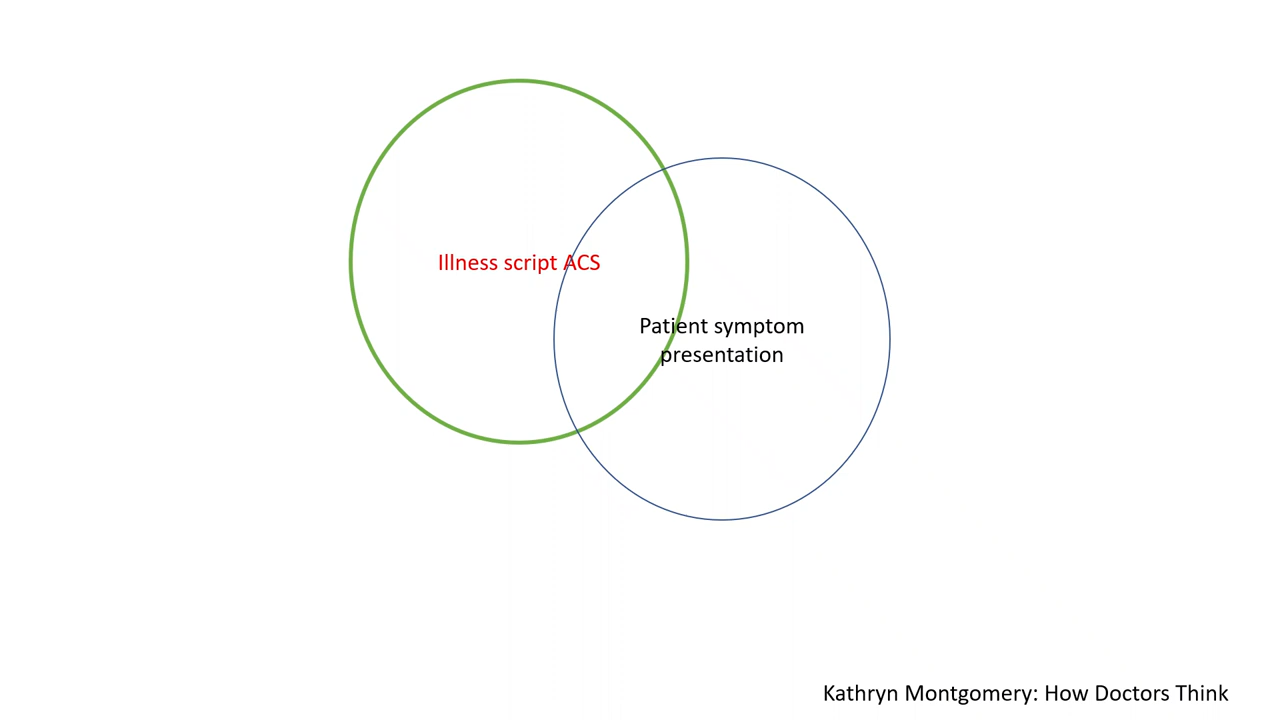 Illness script ACS
Patient symptom
presentation
Kathryn Montgomery: How Doctors Think